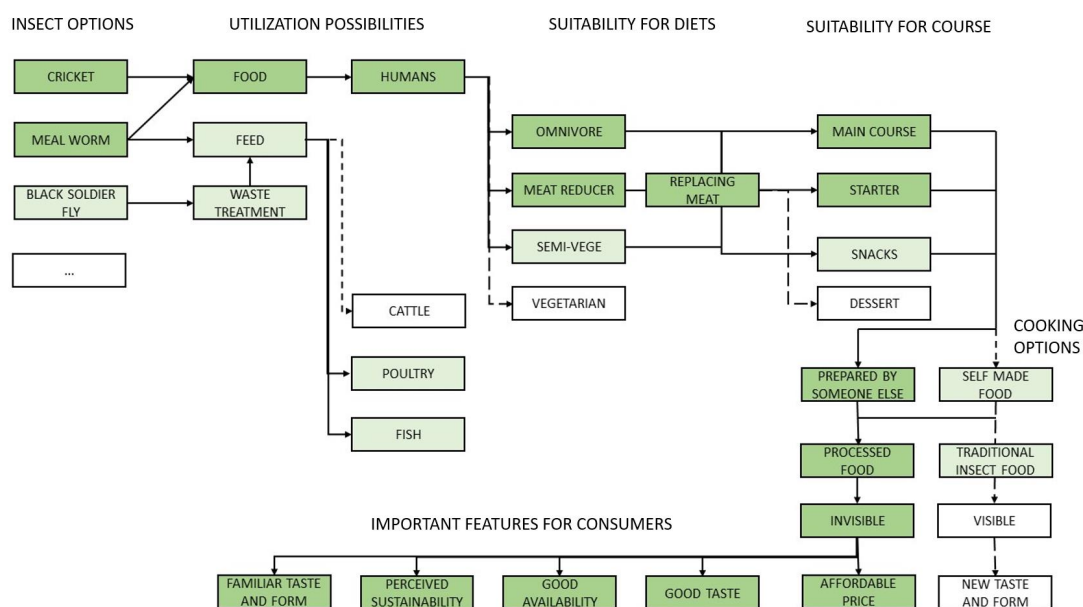 INSECT OPTIONS
UTILIZATION POSSIBILITIES
SUITABILITY FOR DIETS
SUITABILITY FOR COURSE
CRICKET
FOOD
HUMANS
OMNIVORE
MAIN COURSE
MEAL WORM
FEED
MEAT REDUCER
REPLACING
MEAT
STARTER
BLACK SOLDIER
FLY
WASTE
TREATMENT
SEMI-VEGE
SNACKS
...
CATTLE
VEGETARIAN
DESSERT
COOKING
OPTIONS
POULTRY
PREPARED BY
SOMEONE ELSE
SELF MADE
FOOD
FISH
PROCESSED
FOOD
TRADITIONAL
INSECT FOOD
IMPORTANT FEATURES FOR CONSUMERS
INVISIBLE
VISIBLE
FAMILIAR TASTE
AND FORM
PERCEIVED
SUSTAINABILITY
GOOD
AVAILABILITY
GOOD TASTE
AFFORDABLE
PRICE
NEW TASTE
AND FORM